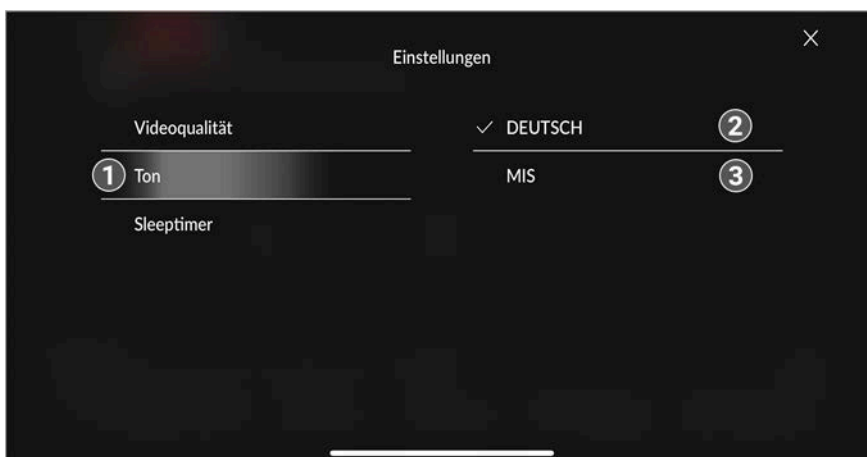 Einstellungen
X
Videoqualität
✓ DEUTSCH 2
1 Ton
MIS 3
Sleeptimer